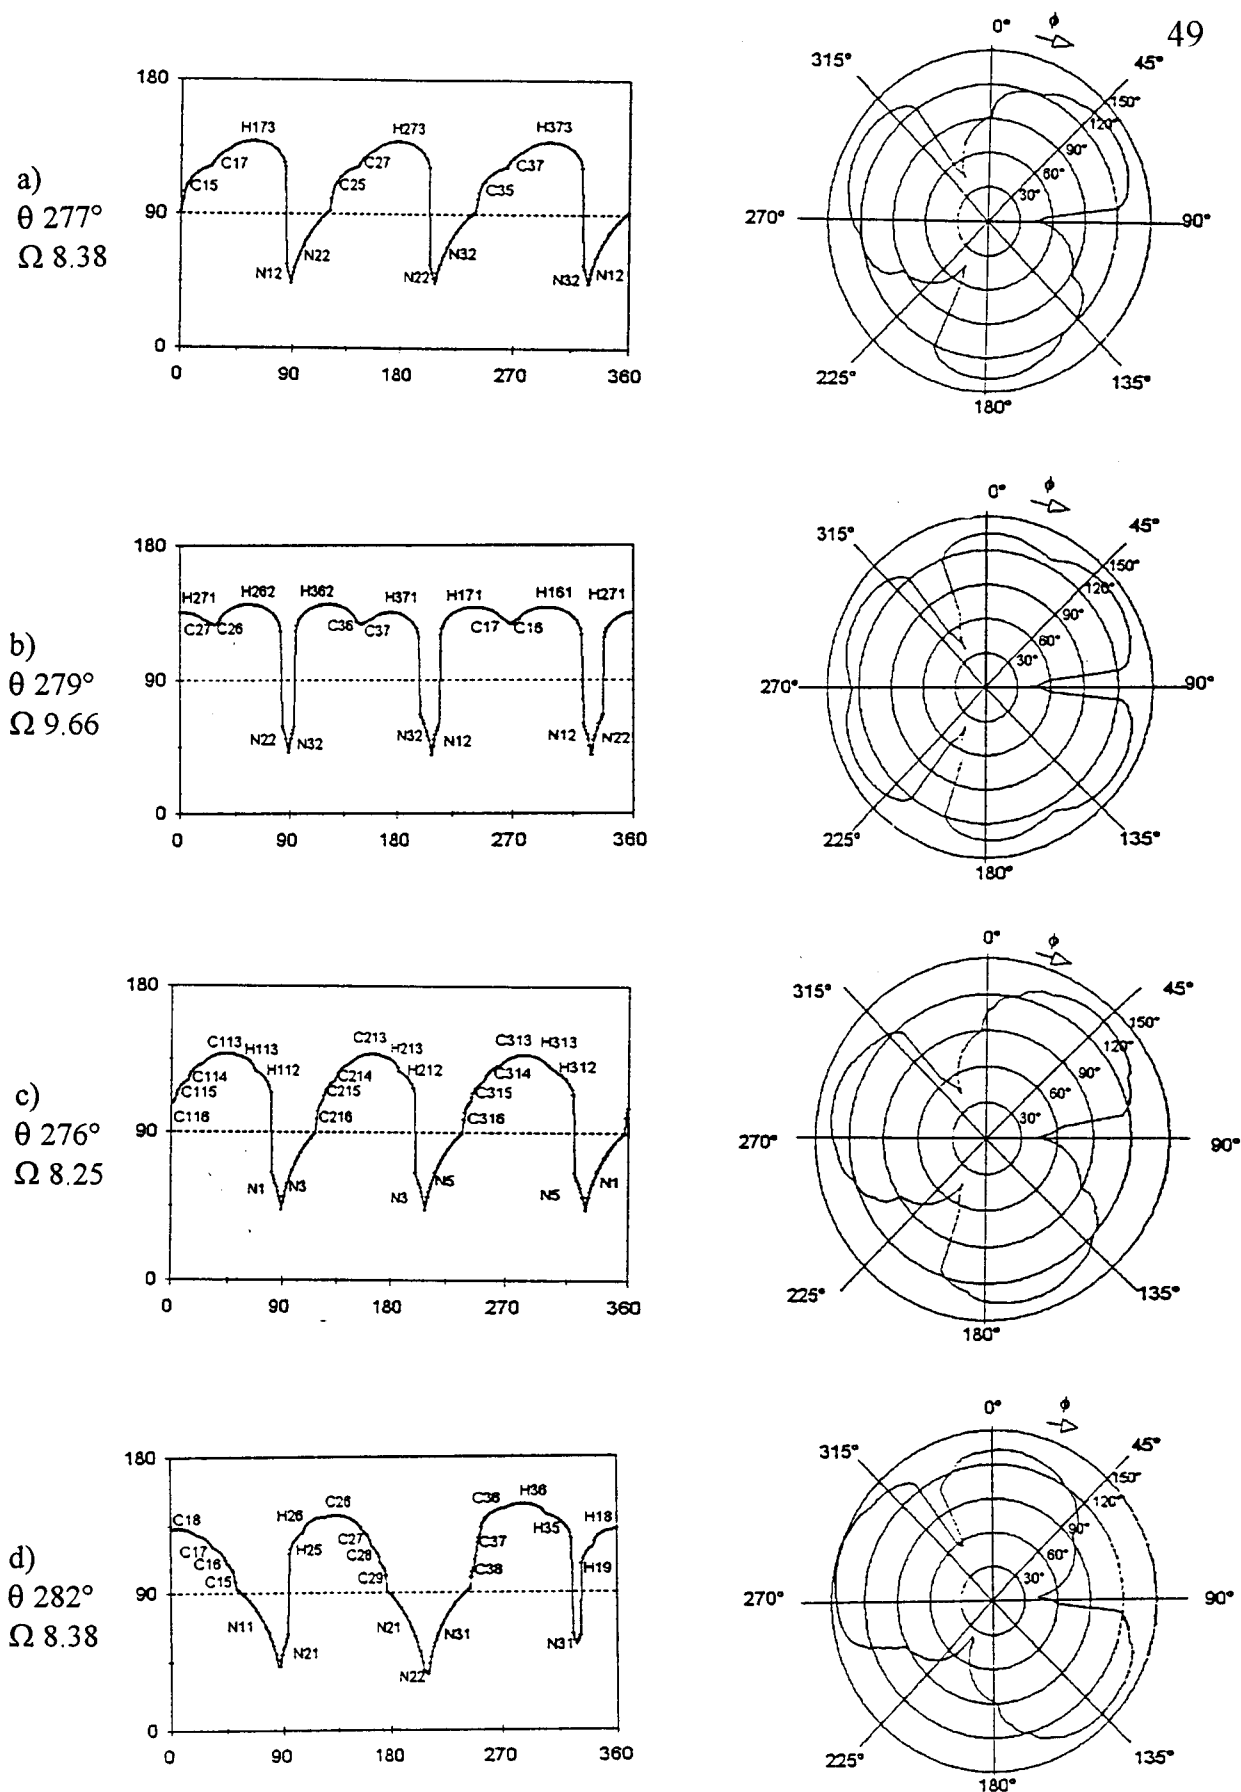 49
180
H173 H273 H373
C17 C27 C37
C15 C25 C35
a)
θ 277°
Ω 8.38
90
N22 N32
N12 N22 N32 N12
0
0 90 180 270 360
0° ϕ
315° 45°
150°
120°
90°
60°
30°
270° 90°
225° 135°
180°
180
H271 H262 H362 H371 H171 H161 H271
C27 C26 C36 C37 C17 C16
b)
θ 279°
Ω 9.66
90
N22 N32 N32 N12 N12 N22
0
0 90 180 270 360
0° ϕ
315° 45°
150°
120°
90°
60°
30°
270° 90°
225° 135°
180°
180
C113 H113 C213 H213 C313 H313
C114 H112 C214 H212 C314 H312
C115 C215 C315
C116 C216 C316
c)
θ 276°
Ω 8.25
90
N1 N3 N3 N5 N5 N1
0
0 90 180 270 360
0° ϕ
315° 45°
150°
120°
90°
60°
30°
270° 90°
225° 135°
180°
180
C18 H26 C26 C36 H36 H18
C17 H25 C27 C37 H35
C16 C28 C38 H19
C15 C29
d)
θ 282°
Ω 8.38
90
N11 N21 N21 N31 N31
N22
0
0 90 180 270 360
0° ϕ
315° 45°
150°
120°
90°
60°
30°
270° 90°
225° 135°
180°